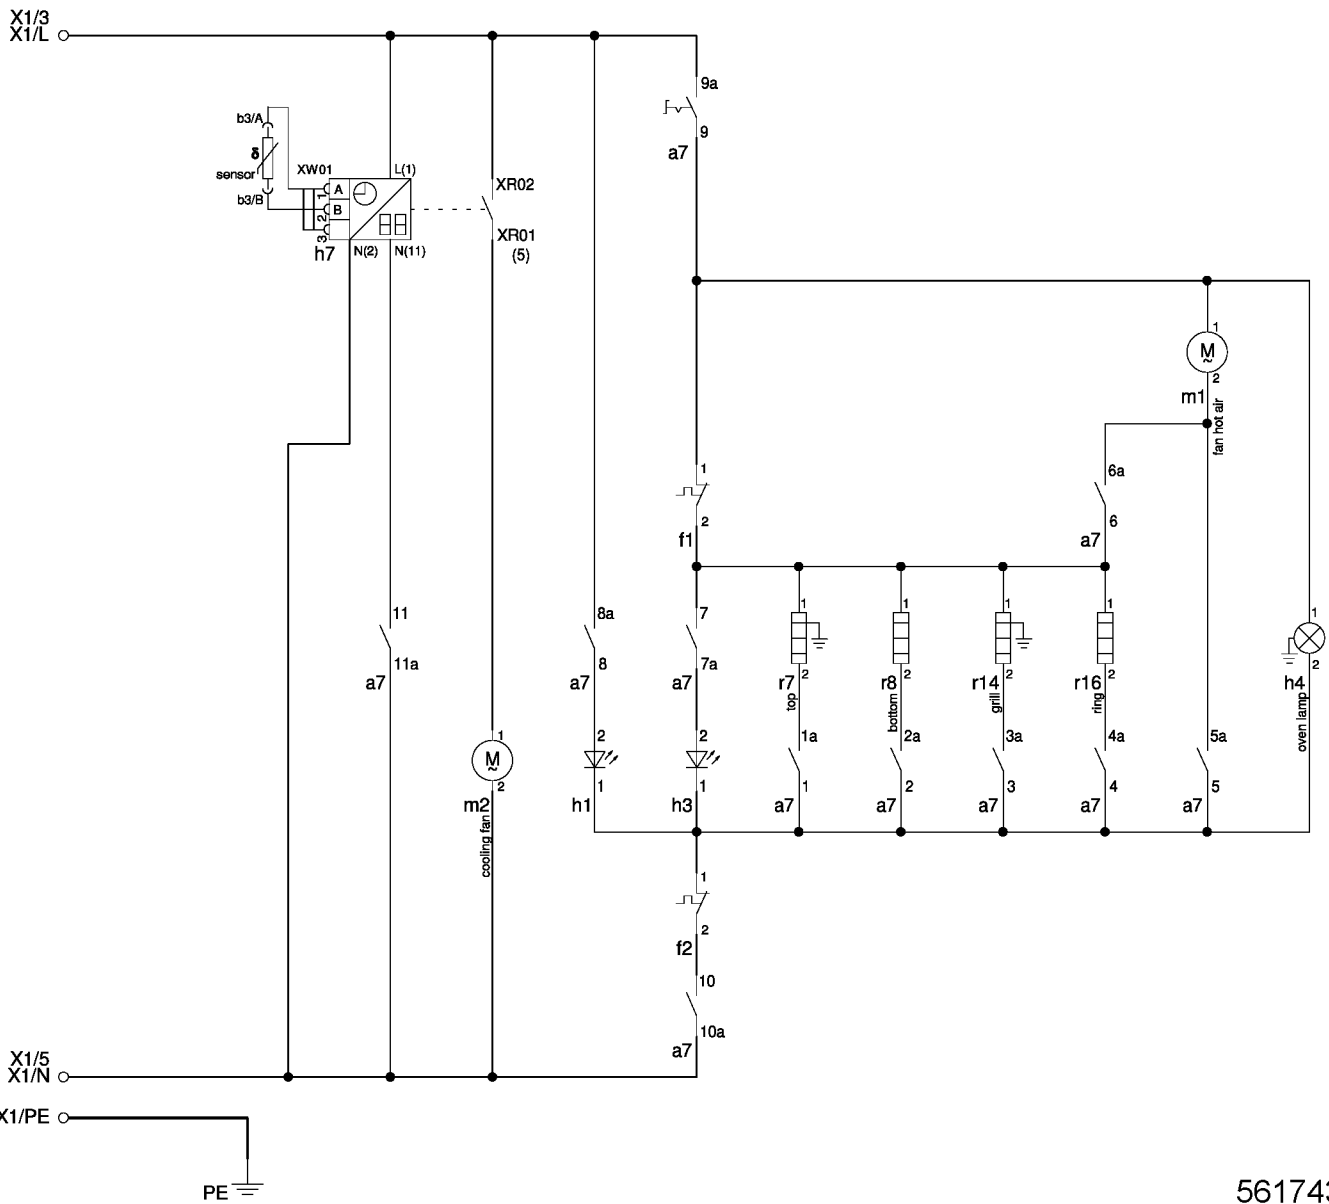 X1/3
X1/L
9a
9
a7
b3/A
δ
sensor
b3/B
XW01
L(1)
A
B
1
2
3
h7
N(2)
N(11)
XR02
XR01
(5)
1
M
~
2
m1
fan hot air
1
2
f1
6a
6
a7
11
11a
a7
8a
8
a7
7
7a
a7
1
2
r7
top
1
2
r8
bottom
1
2
r14
grill
1
2
r16
ring
1
2
h4
oven lamp
1
M
~
2
m2
cooling fan
2
1
h1
2
1
h3
1a
1
a7
2a
2
a7
3a
3
a7
4a
4
a7
5a
5
a7
1
2
f2
10
10a
a7
X1/5
X1/N
X1/PE
PE